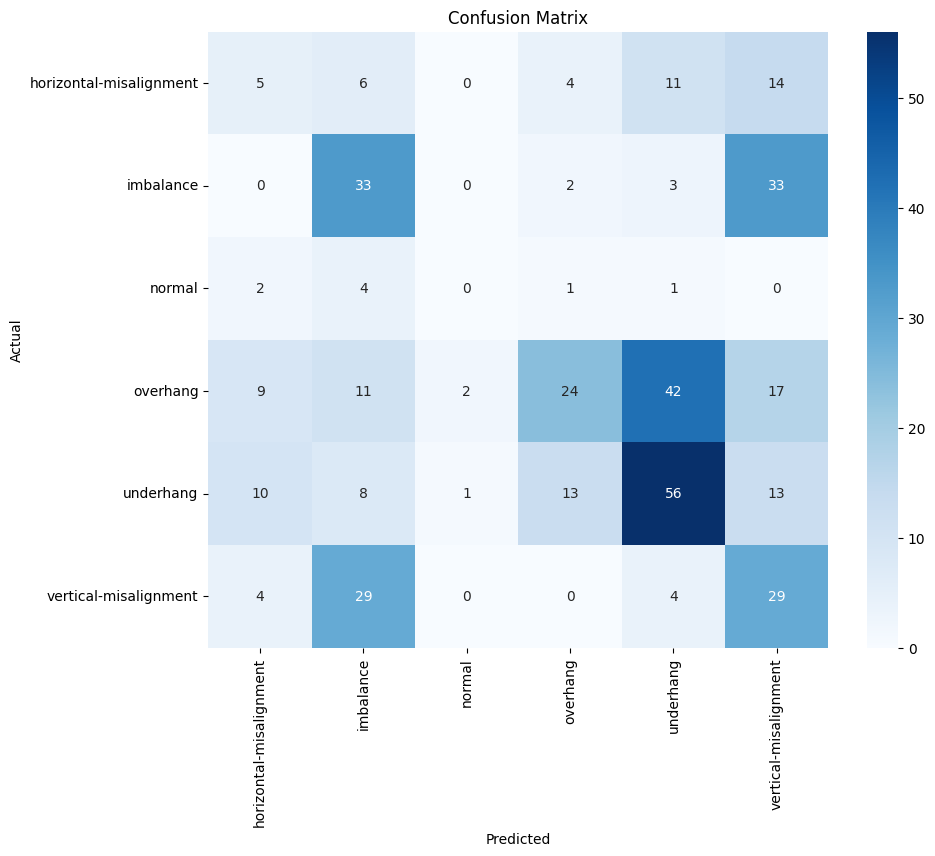 Confusion Matrix
horizontal-misalignment 5 6 0 4 11 14
imbalance 0 33 0 2 3 33
normal 2 4 0 1 1 0
overhang 9 11 2 24 42 17
underhang 10 8 1 13 56 13
vertical-misalignment 4 29 0 0 4 29
Actual
horizontal-misalignment
imbalance
normal
overhang
underhang
vertical-misalignment
Predicted
50
40
30
20
10
0